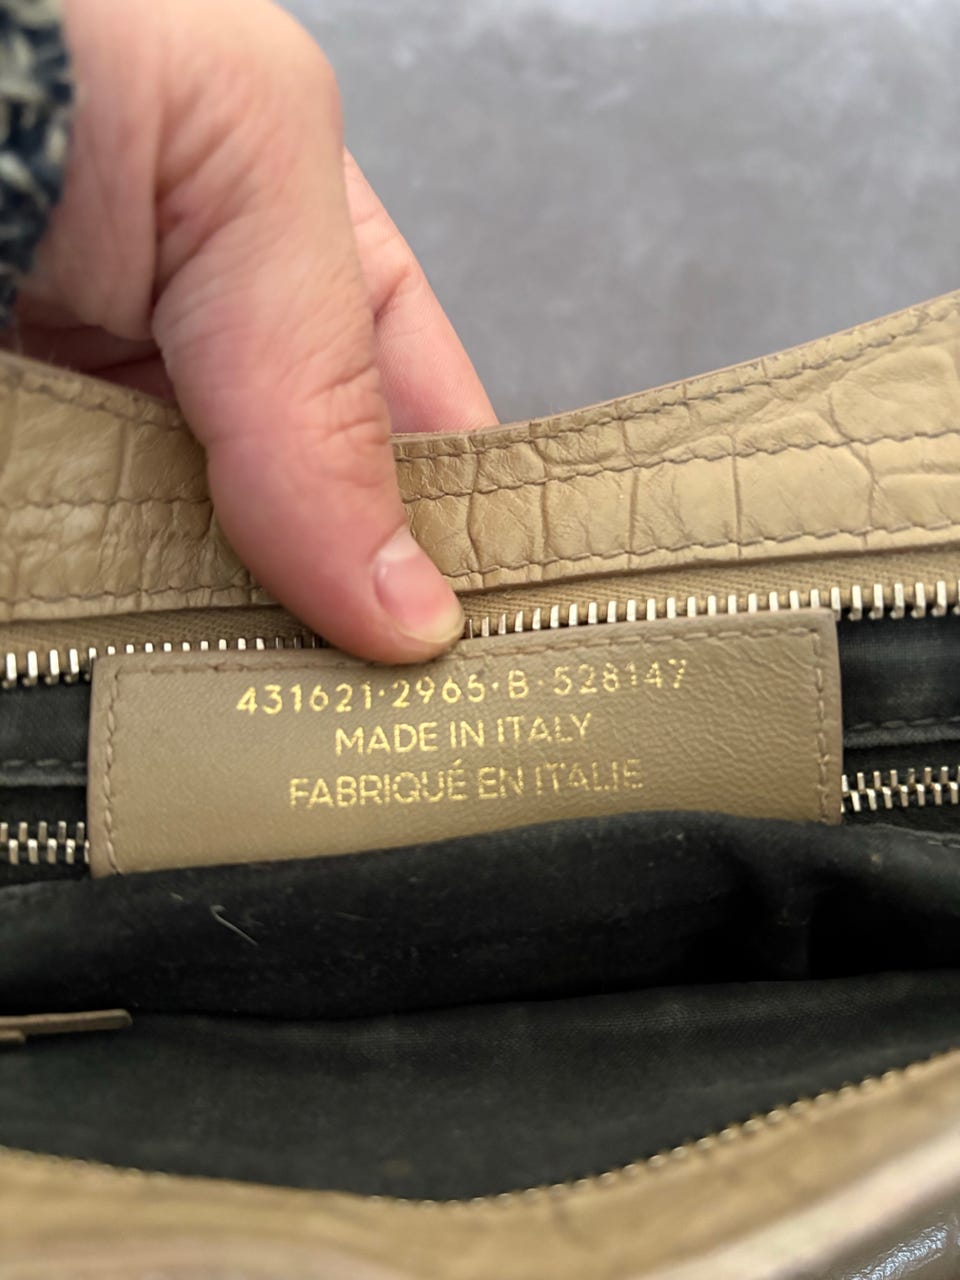 431621·2965·B·528147
MADE IN ITALY
FABRIQUÉ EN ITALIE